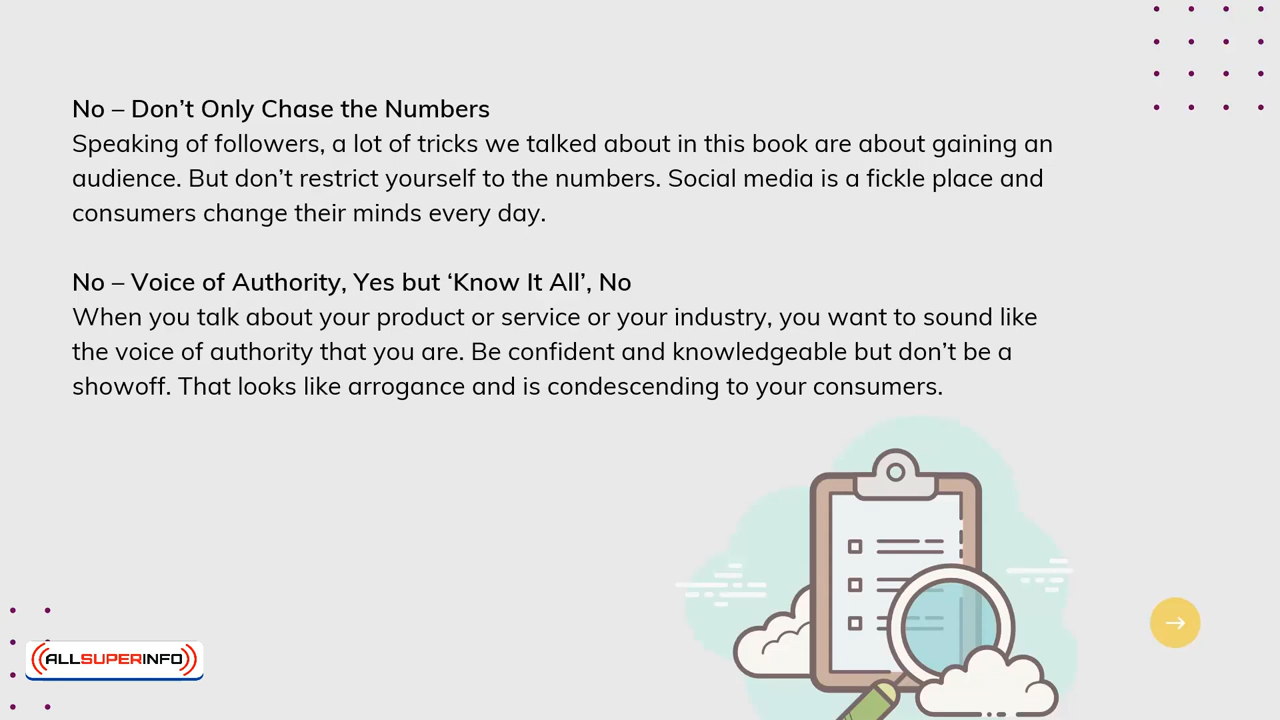 No – Don’t Only Chase the Numbers
Speaking of followers, a lot of tricks we talked about in this book are about gaining an
audience. But don’t restrict yourself to the numbers. Social media is a fickle place and
consumers change their minds every day.
No – Voice of Authority, Yes but ‘Know It All’, No
When you talk about your product or service or your industry, you want to sound like
the voice of authority that you are. Be confident and knowledgeable but don’t be a
showoff. That looks like arrogance and is condescending to your consumers.
ALLSUPERINFO